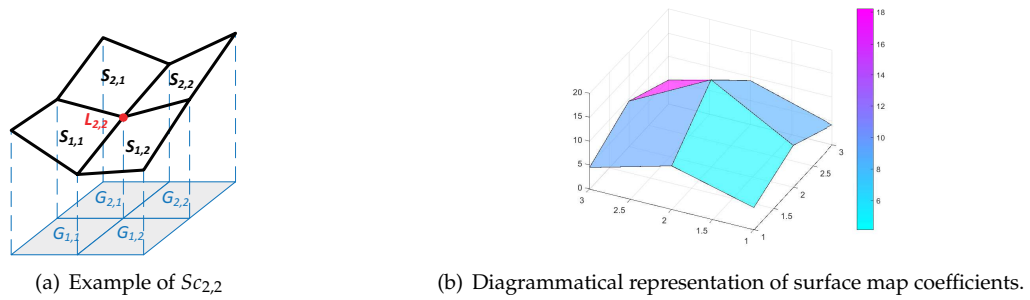 S2,1
S2,2
L2,2
S1,1
S1,2
G2,1
G2,2
G1,1
G1,2
(a) Example of Sc2,2
20
15
10
5
0
3
2.5
2
1.5
1
3
2.5
2
1.5
1
18
16
14
12
10
8
6
(b) Diagrammatical representation of surface map coefficients.